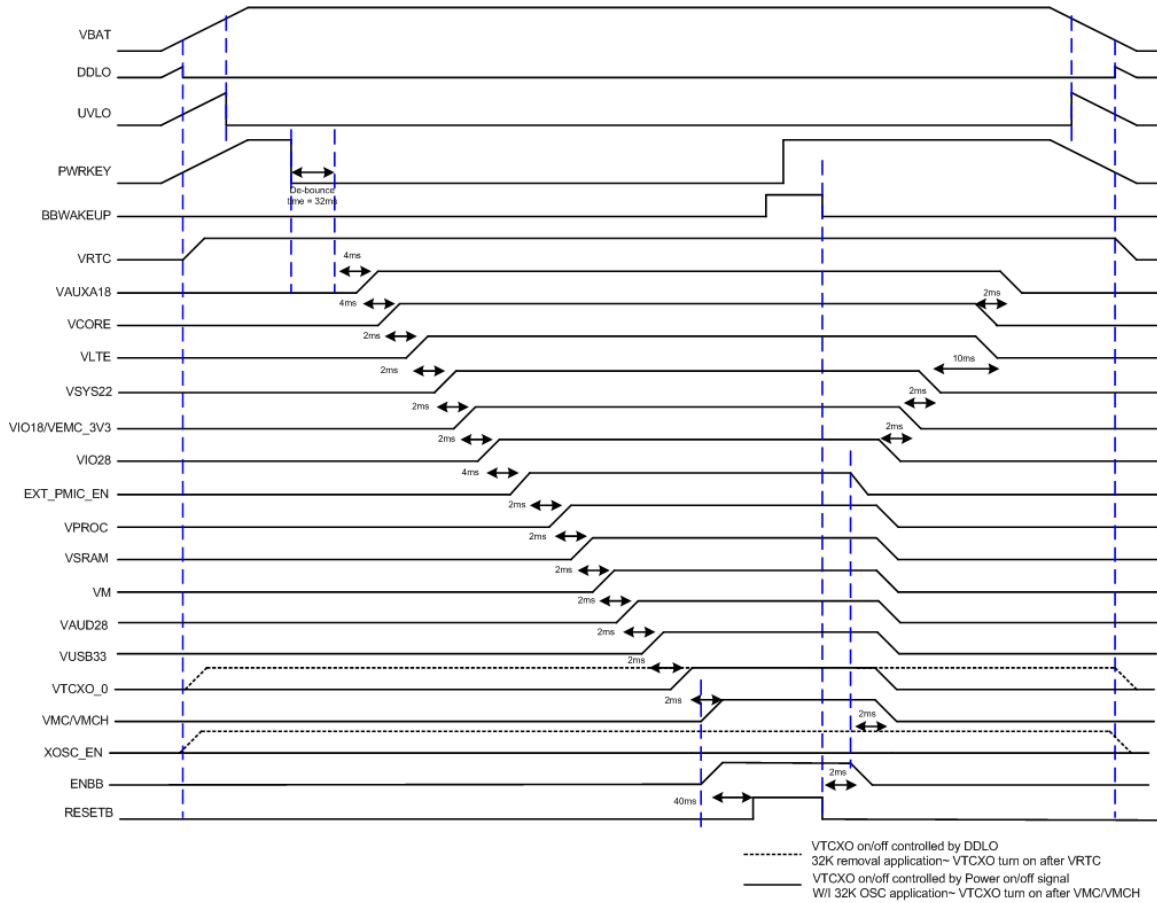 VBAT
DDLO
UVLO
PWRKEY
De-bounce
time = 32ms
BBWAKEUP
VRTC
4ms
VAUXA18
4ms
2ms
VCORE
2ms
VLTE
10ms
2ms
VSYS22
2ms
2ms
VIO18/VEMC_3V3
2ms
2ms
VIO28
4ms
EXT_PMIC_EN
2ms
VPROC
2ms
VSRAM
2ms
VM
2ms
VAUD28
2ms
VUSB33
2ms
VTCXO_0
2ms
VMC/VMCH
2ms
XOSC_EN
2ms
ENBB
40ms
RESETB
VTCXO on/off controlled by DDLO
32K removal application~ VTCXO turn on after VRTC
VTCXO on/off controlled by Power on/off signal
W/I 32K OSC application~ VTCXO turn on after VMC/VMCH